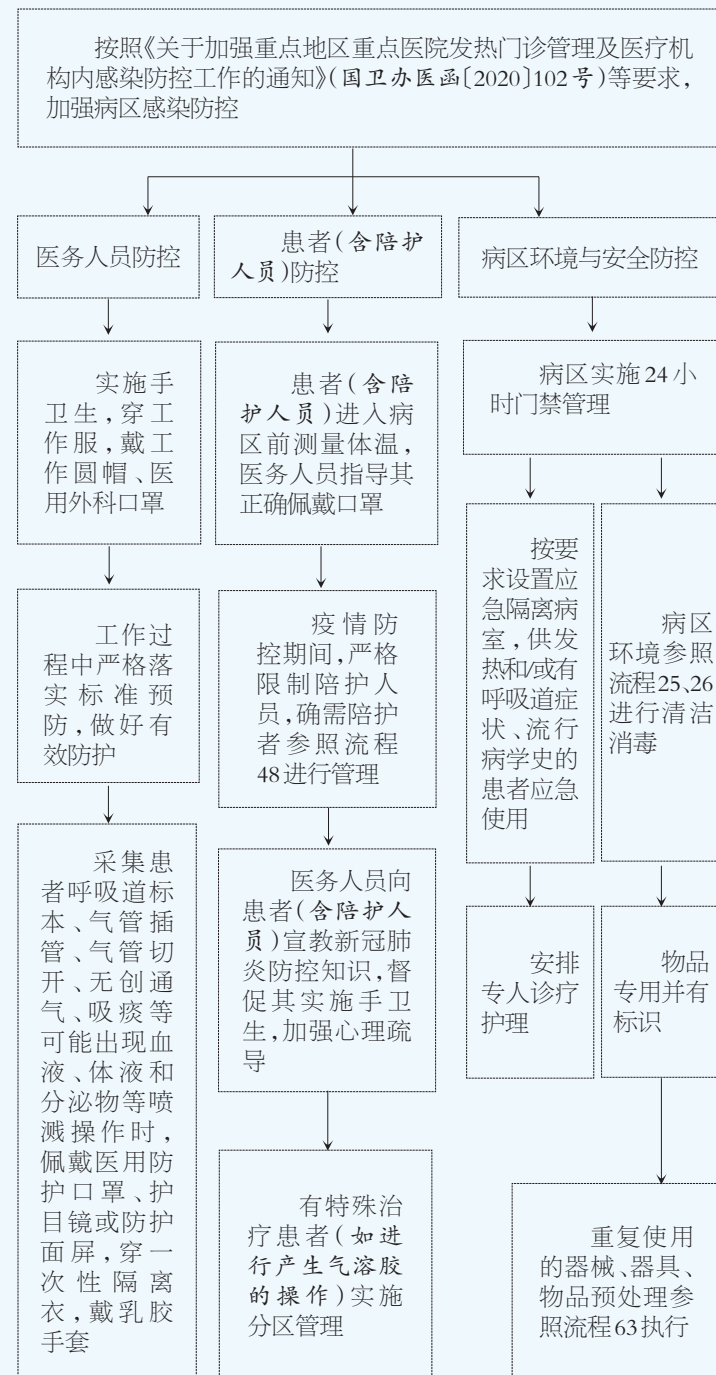 按照《关于加强重点地区重点医院发热门诊管理及医疗机
构内感染防控工作的通知》(国卫办医函〔2020〕102号)等要求，
加强病区感染防控
医务人员防控
患者(含陪护
人员)防控
病区环境与安全防控
实施手
卫生，穿工
作服，戴工
作圆帽、医
用外科口罩
患者(含陪
护人员)进入病
区前测量体温，
医务人员指导其
正确佩戴口罩
病区实施24小
时门禁管理
工作过
程中严格落
实标准预
防，做好有
效防护
疫情防
控期间，严格
限制陪护人
员，确需陪护
者参照流程
48进行管理
按要
求设置应
急隔离病
室，供发
热和/或有
呼吸道症
状、流行
病学史的
患者应急
使用
病区
环境参照
流程25、26
进行清洁
消毒
采集患
者呼吸道标
本、气管插
管、气管切
开、无创通
气、吸痰等
可能出现血
液、体液和
分泌物等喷
溅操作时，
佩戴医用防
护口罩、护
目镜或防护
面屏，穿一
次性隔离
衣，戴乳胶
手套
医务人员向
患者(含陪护人
员)宣教新冠肺
炎防控知识，督
促其实施手卫
生，加强心理疏
导
安排
专人诊疗
护理
物品
专用并有
标识
有特殊治
疗患者(如进
行产生气溶胶
的操作)实施
分区管理
重复使用
的器械、器具、
物品预处理参
照流程63执行